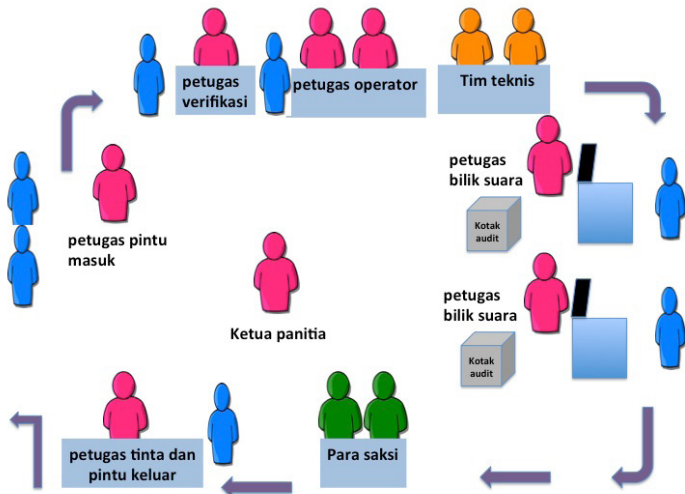 petugas
verifikasi
petugas operator
Tim teknis
petugas
bilik suara
Kotak
audit
petugas pintu
masuk
petugas
bilik suara
Kotak
audit
Ketua panitia
petugas tinta dan
pintu keluar
Para saksi